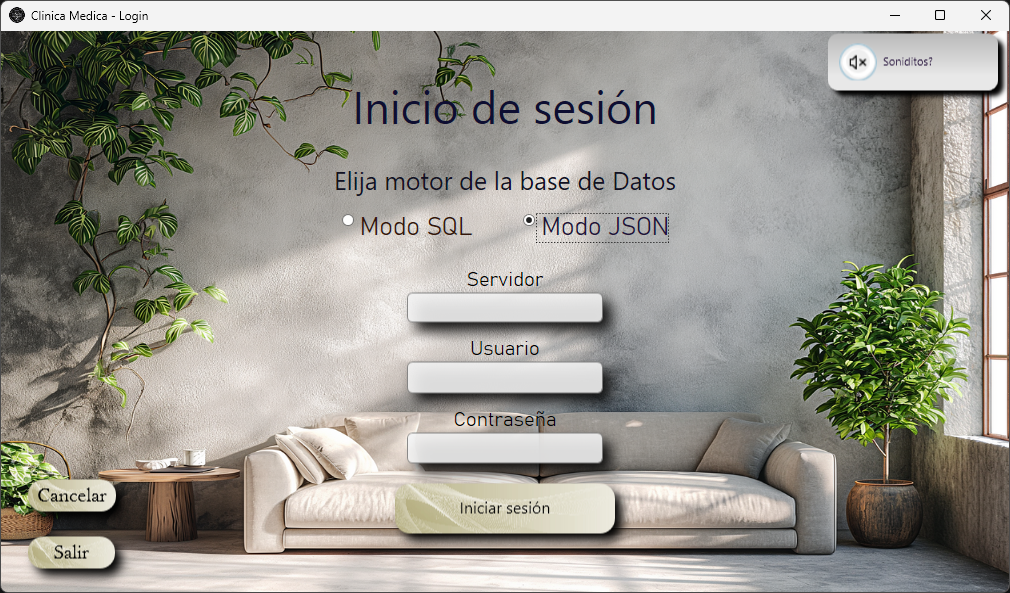 Clinica Medica - Login
Soniditos?
Inicio de sesión
Elija motor de la base de Datos
Modo SQL
Modo JSON
Servidor
Usuario
Contraseña
Cancelar
Iniciar sesión
Salir